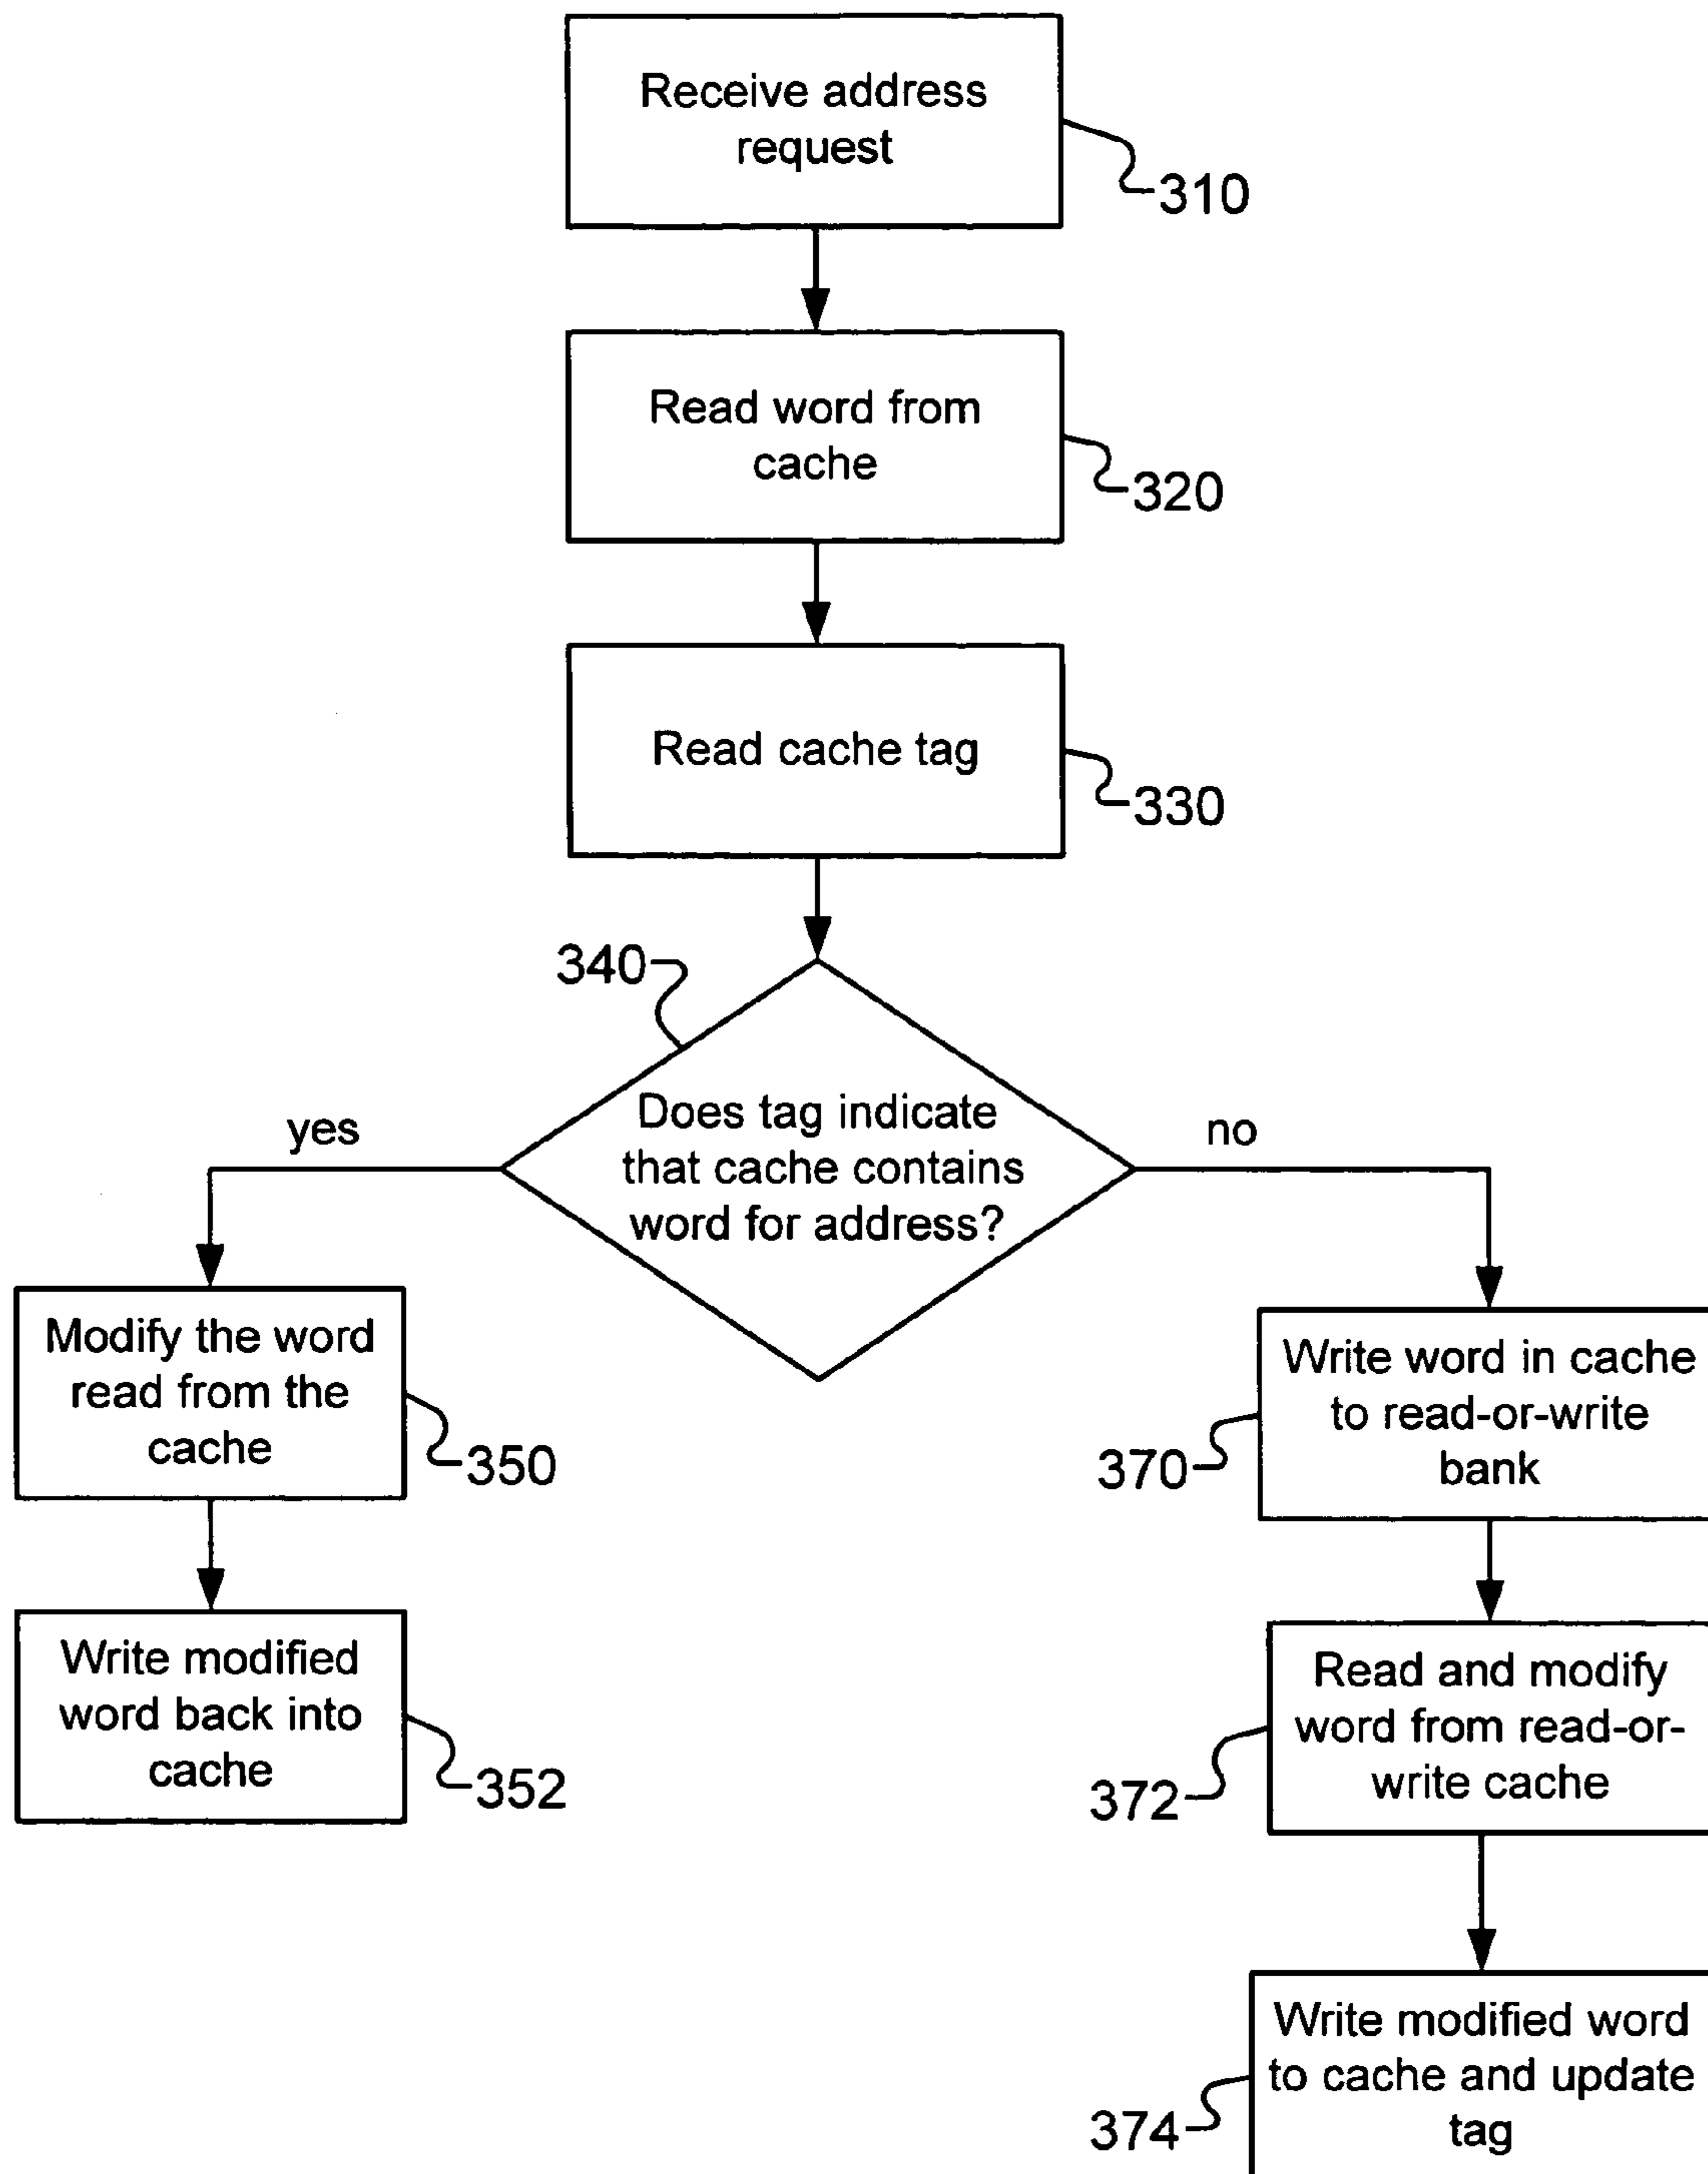 Receive address
request
310
Read word from
cache
320
Read cache tag
330
340
Does tag indicate
that cache contains
word for address?
yes
no
Modify the word
read from the
cache
350
Write word in cache
to read-or-write
bank
370
Write modified
word back into
cache
352
Read and modify
word from read-or-
write cache
372
Write modified word
to cache and update
tag
374